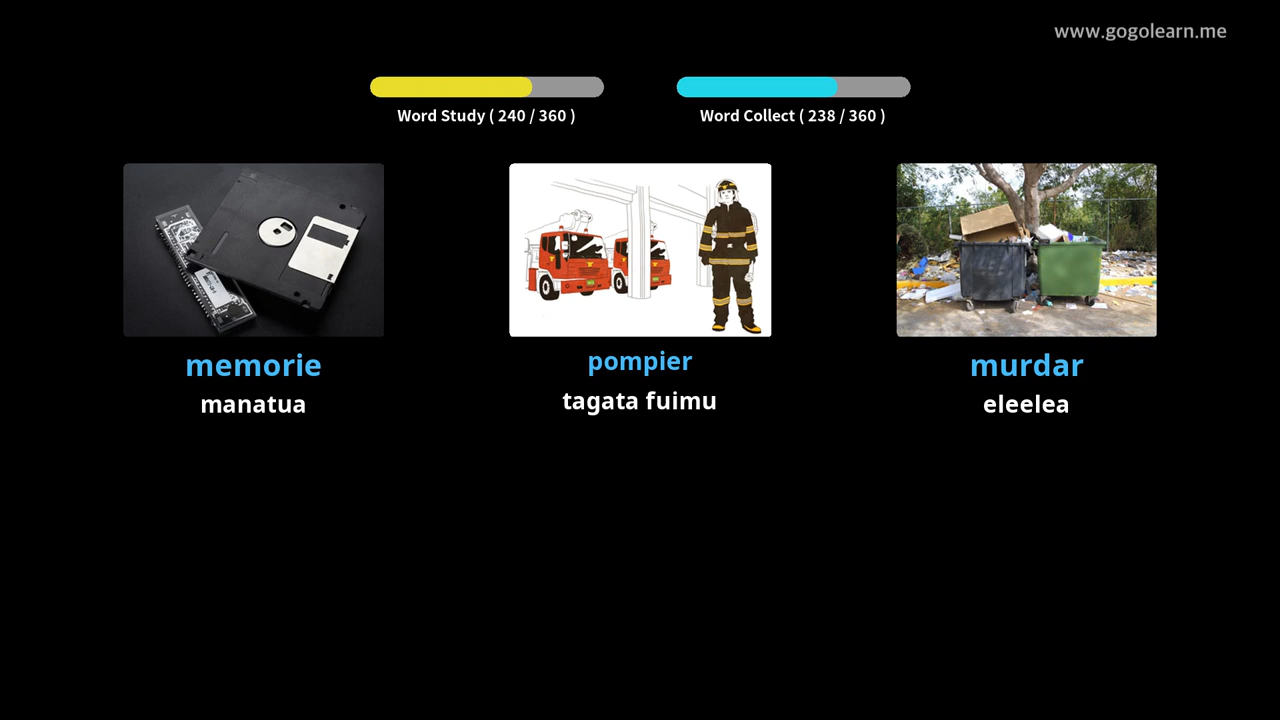 www.gogolearn.me
Word Study ( 240 / 360 )
Word Collect ( 238 / 360 )
memorie
manatua
pompier
tagata fuimu
murdar
eleelea